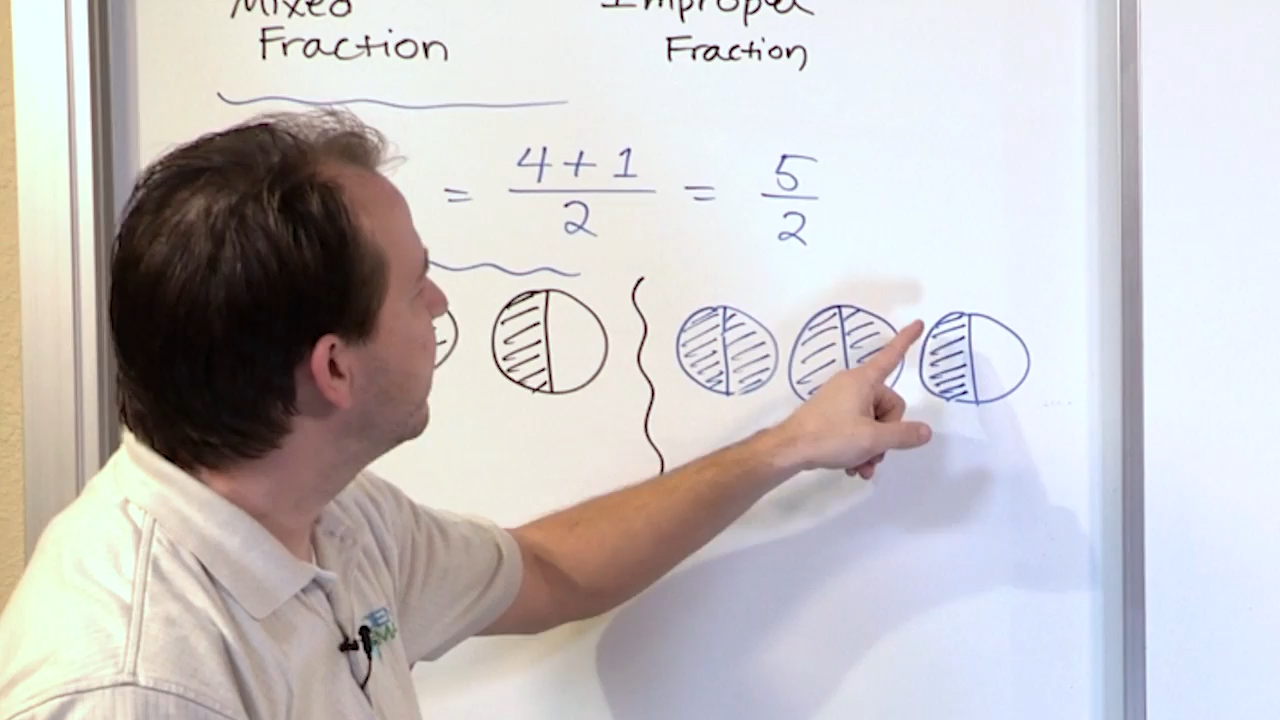 Mixed
Fraction
Improper
Fraction
= 4 + 1 / 2 = 5 / 2